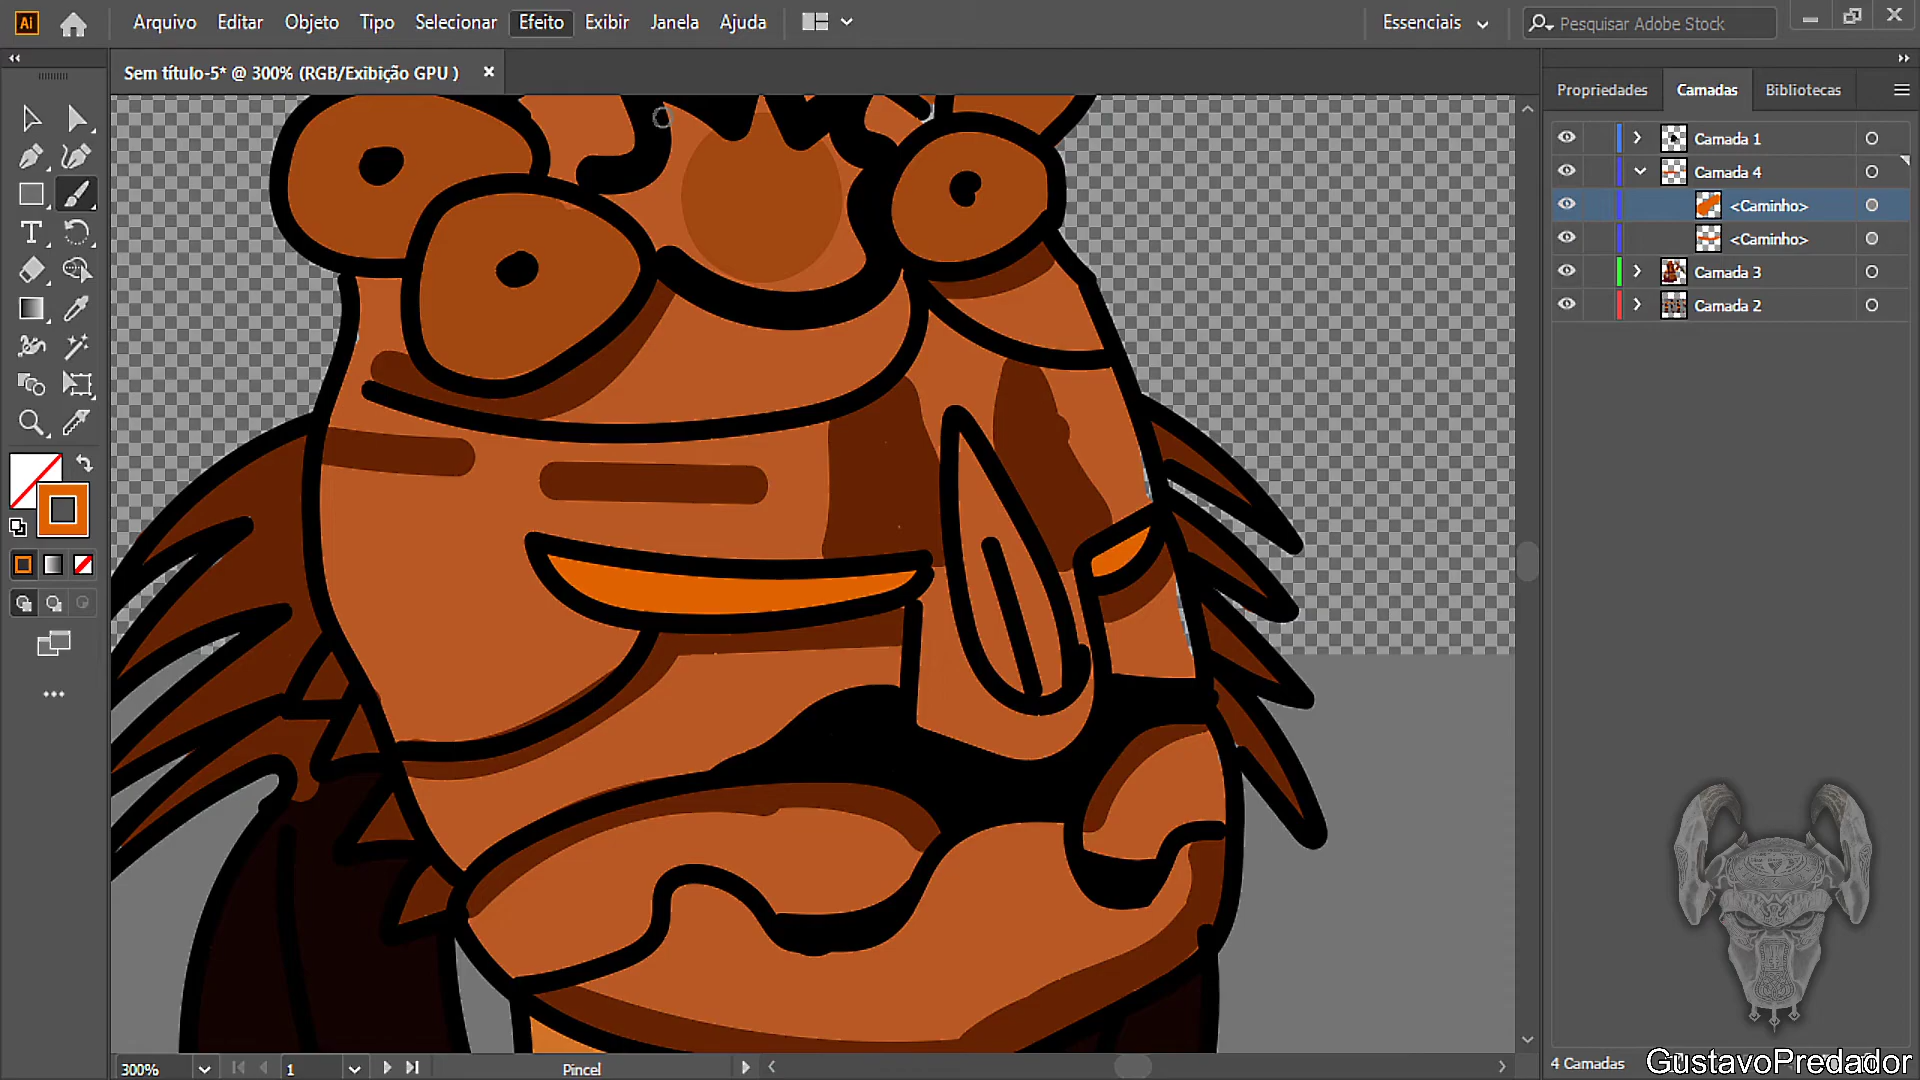 Ai Arquivo Editar Objeto Tipo Selecionar Efeito Exibir Janela Ajuda Essenciais Pesquisar Adobe Stock
Sem título-5* @ 300% (RGB/Exibição GPU )
Propriedades Camadas Bibliotecas
Camada 1
Camada 4
<Caminho>
<Caminho>
Camada 3
Camada 2
300% 1 Pincel
4 Camadas
GustavoPredador